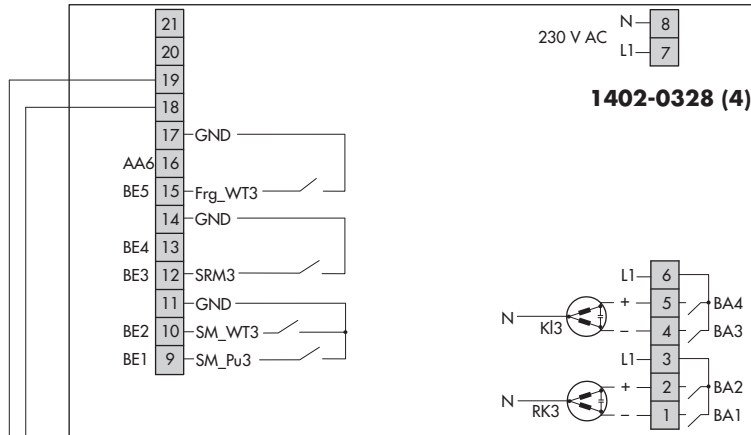 21
20
19
18
17 GND
AA6 16
BE5 15 Frg_WT3
14 GND
BE4 13
BE3 12 SRM3
11 GND
BE2 10 SM_WT3
BE1 9 SM_Pu3
230 V AC
N 8
L1 7
1402-0328 (4)
L1 6
+ 5 BA4
N Kl3
– 4 BA3
L1 3
+ 2 BA2
N RK3
– 1 BA1